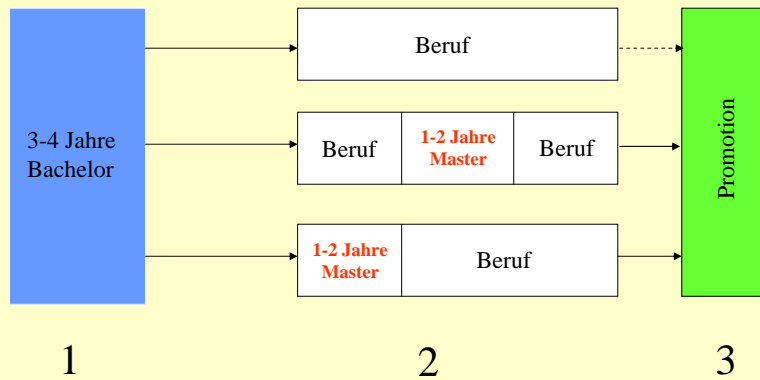 Beruf
3-4 Jahre
Bachelor
Beruf
1-2 Jahre
Master
Beruf
1-2 Jahre
Master
Beruf
Promotion
1
2
3